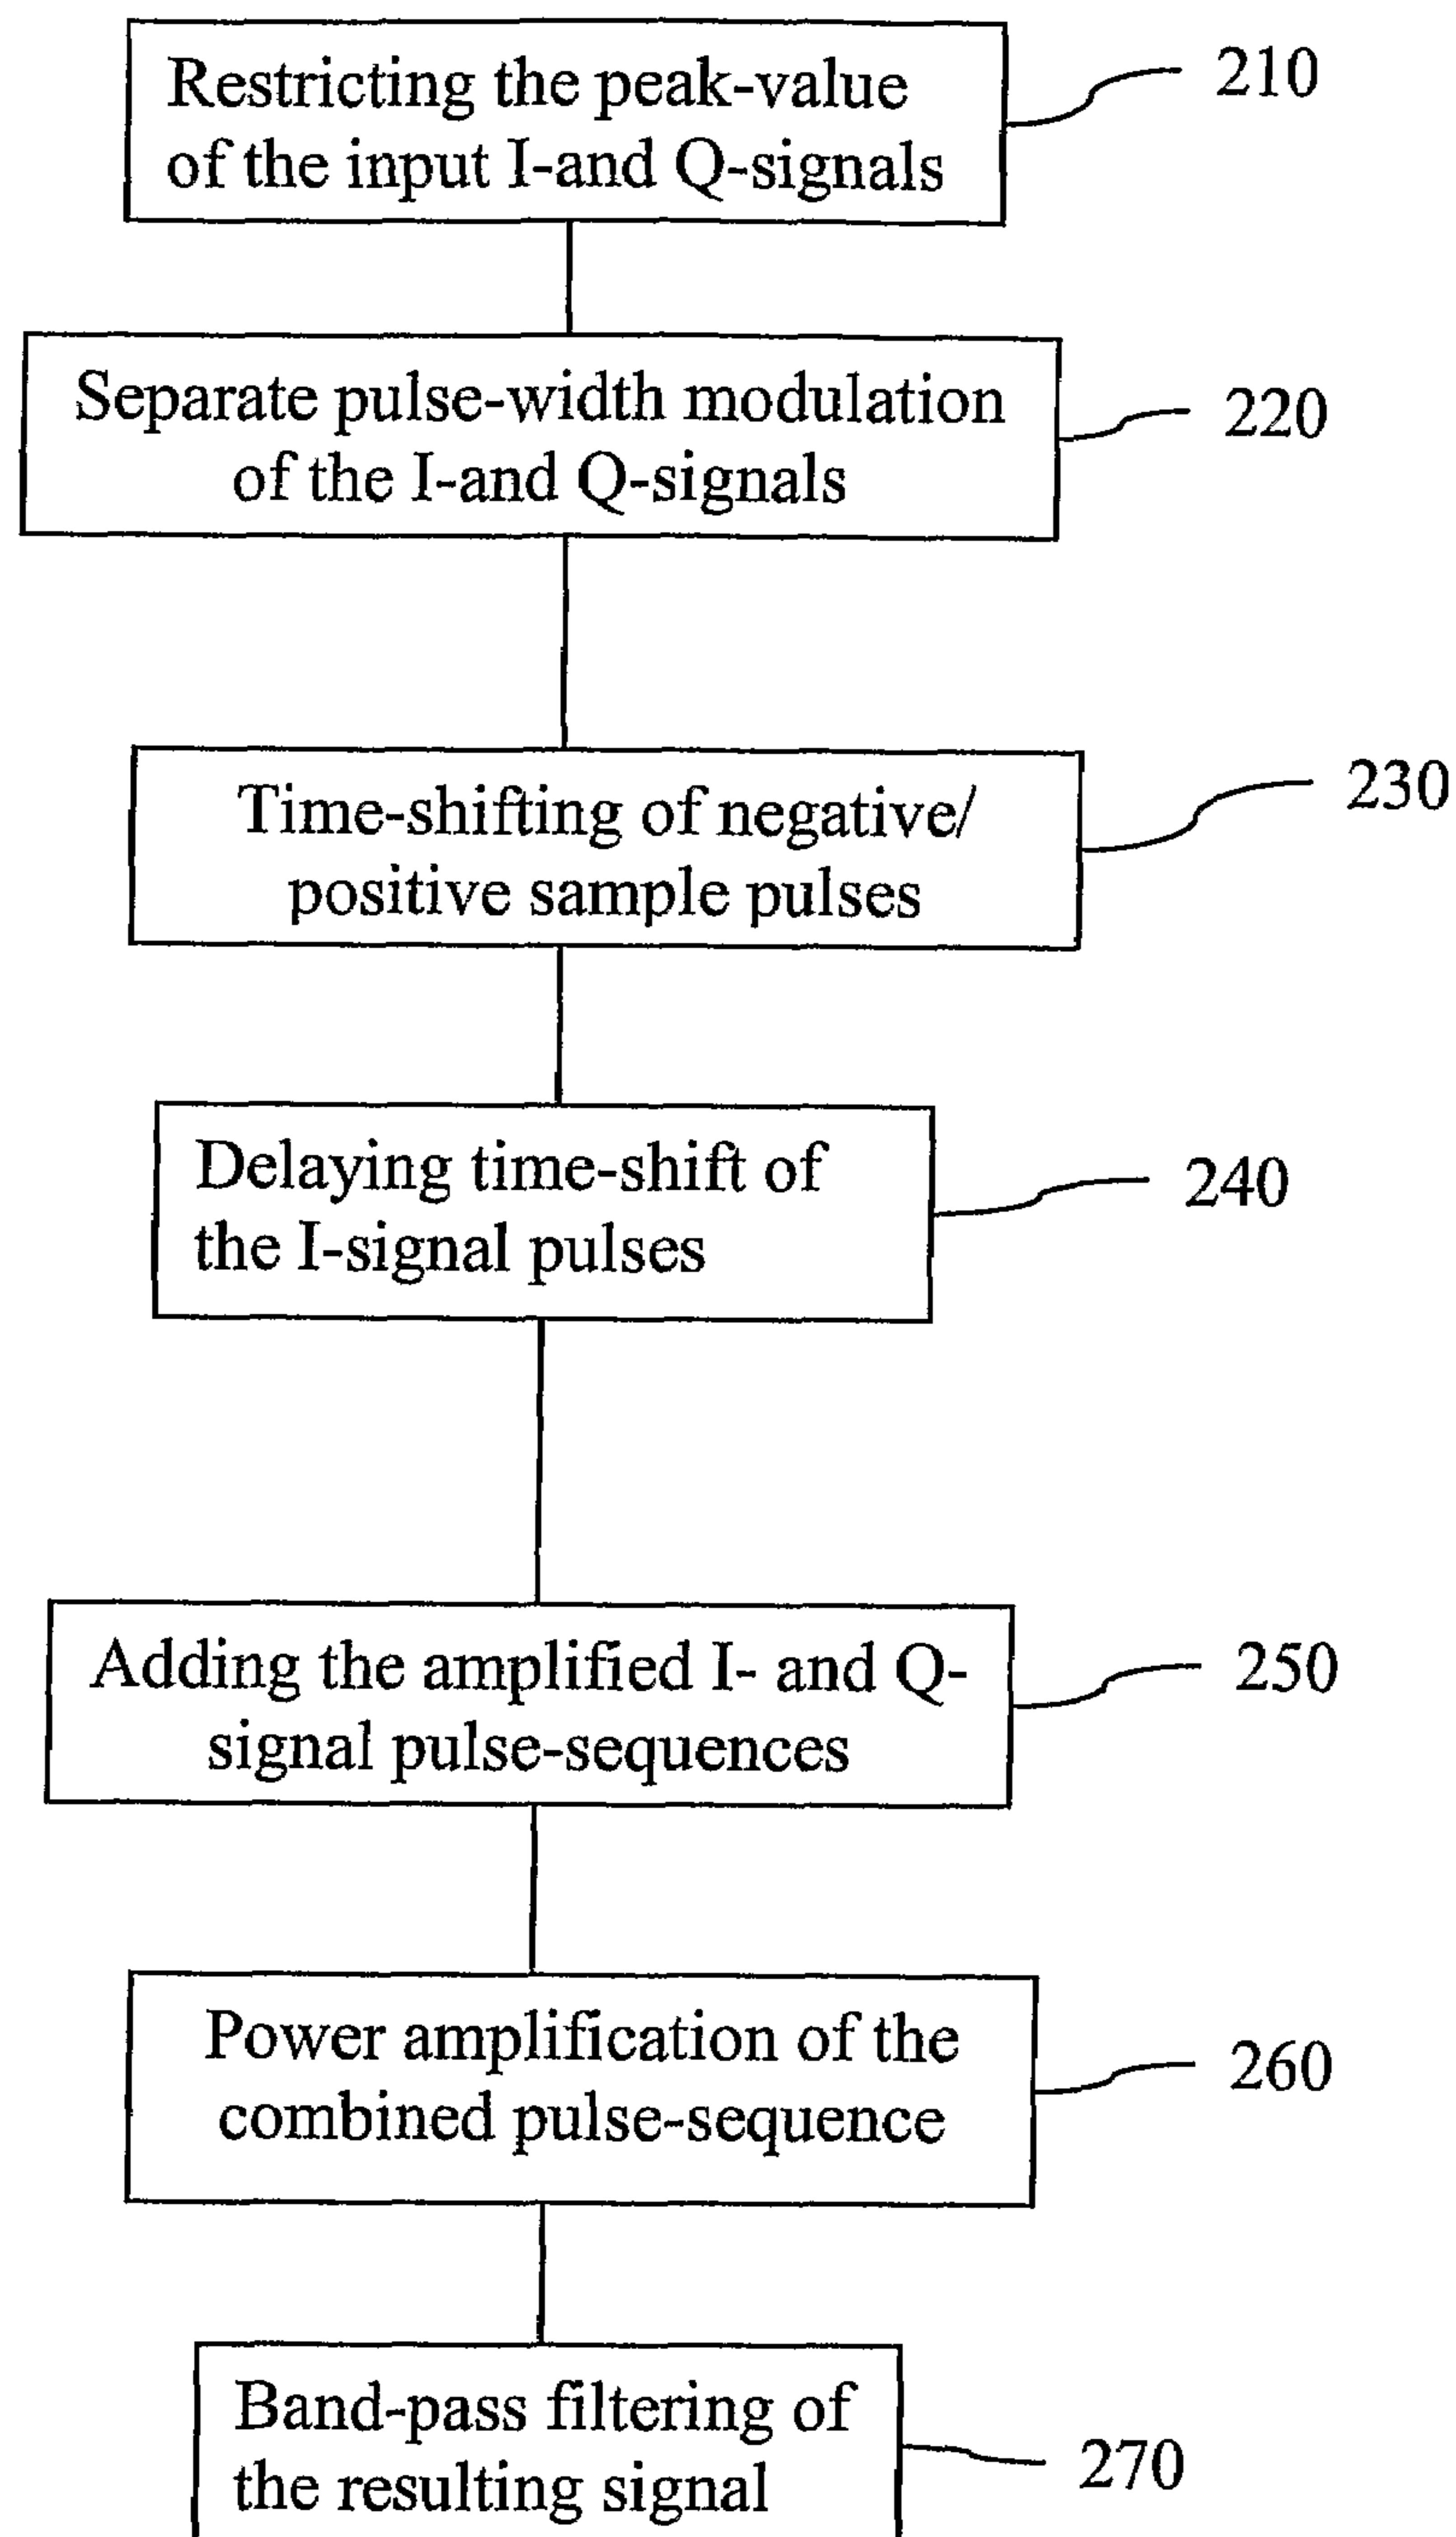 Restricting the peak-value
of the input I-and Q-signals
210
Separate pulse-width modulation
of the I-and Q-signals
220
Time-shifting of negative/
positive sample pulses
230
Delaying time-shift of
the I-signal pulses
240
Adding the amplified I- and Q-
signal pulse-sequences
250
Power amplification of the
combined pulse-sequence
260
Band-pass filtering of
the resulting signal
270